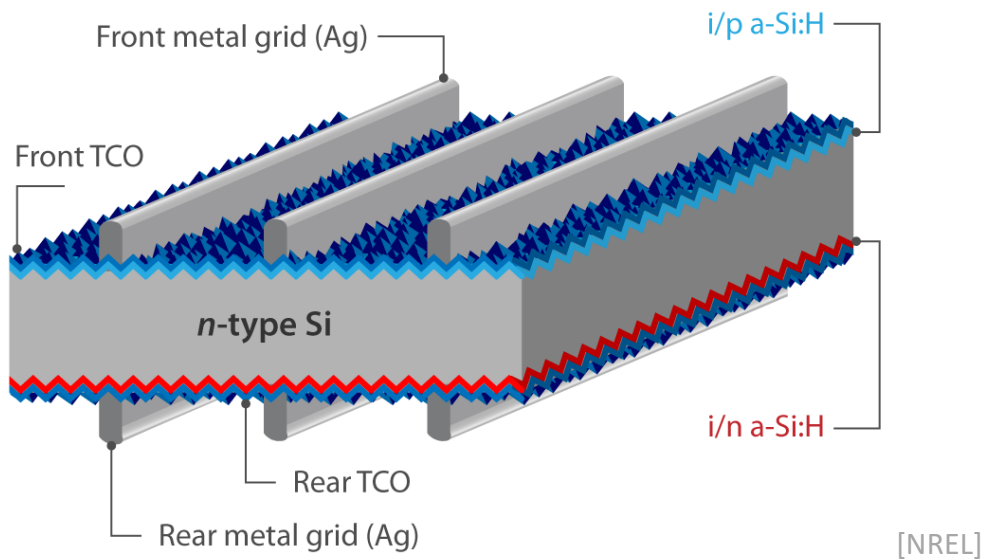 Front metal grid (Ag)
i/p a-Si:H
Front TCO
n-type Si
i/n a-Si:H
Rear TCO
Rear metal grid (Ag)
[NREL]